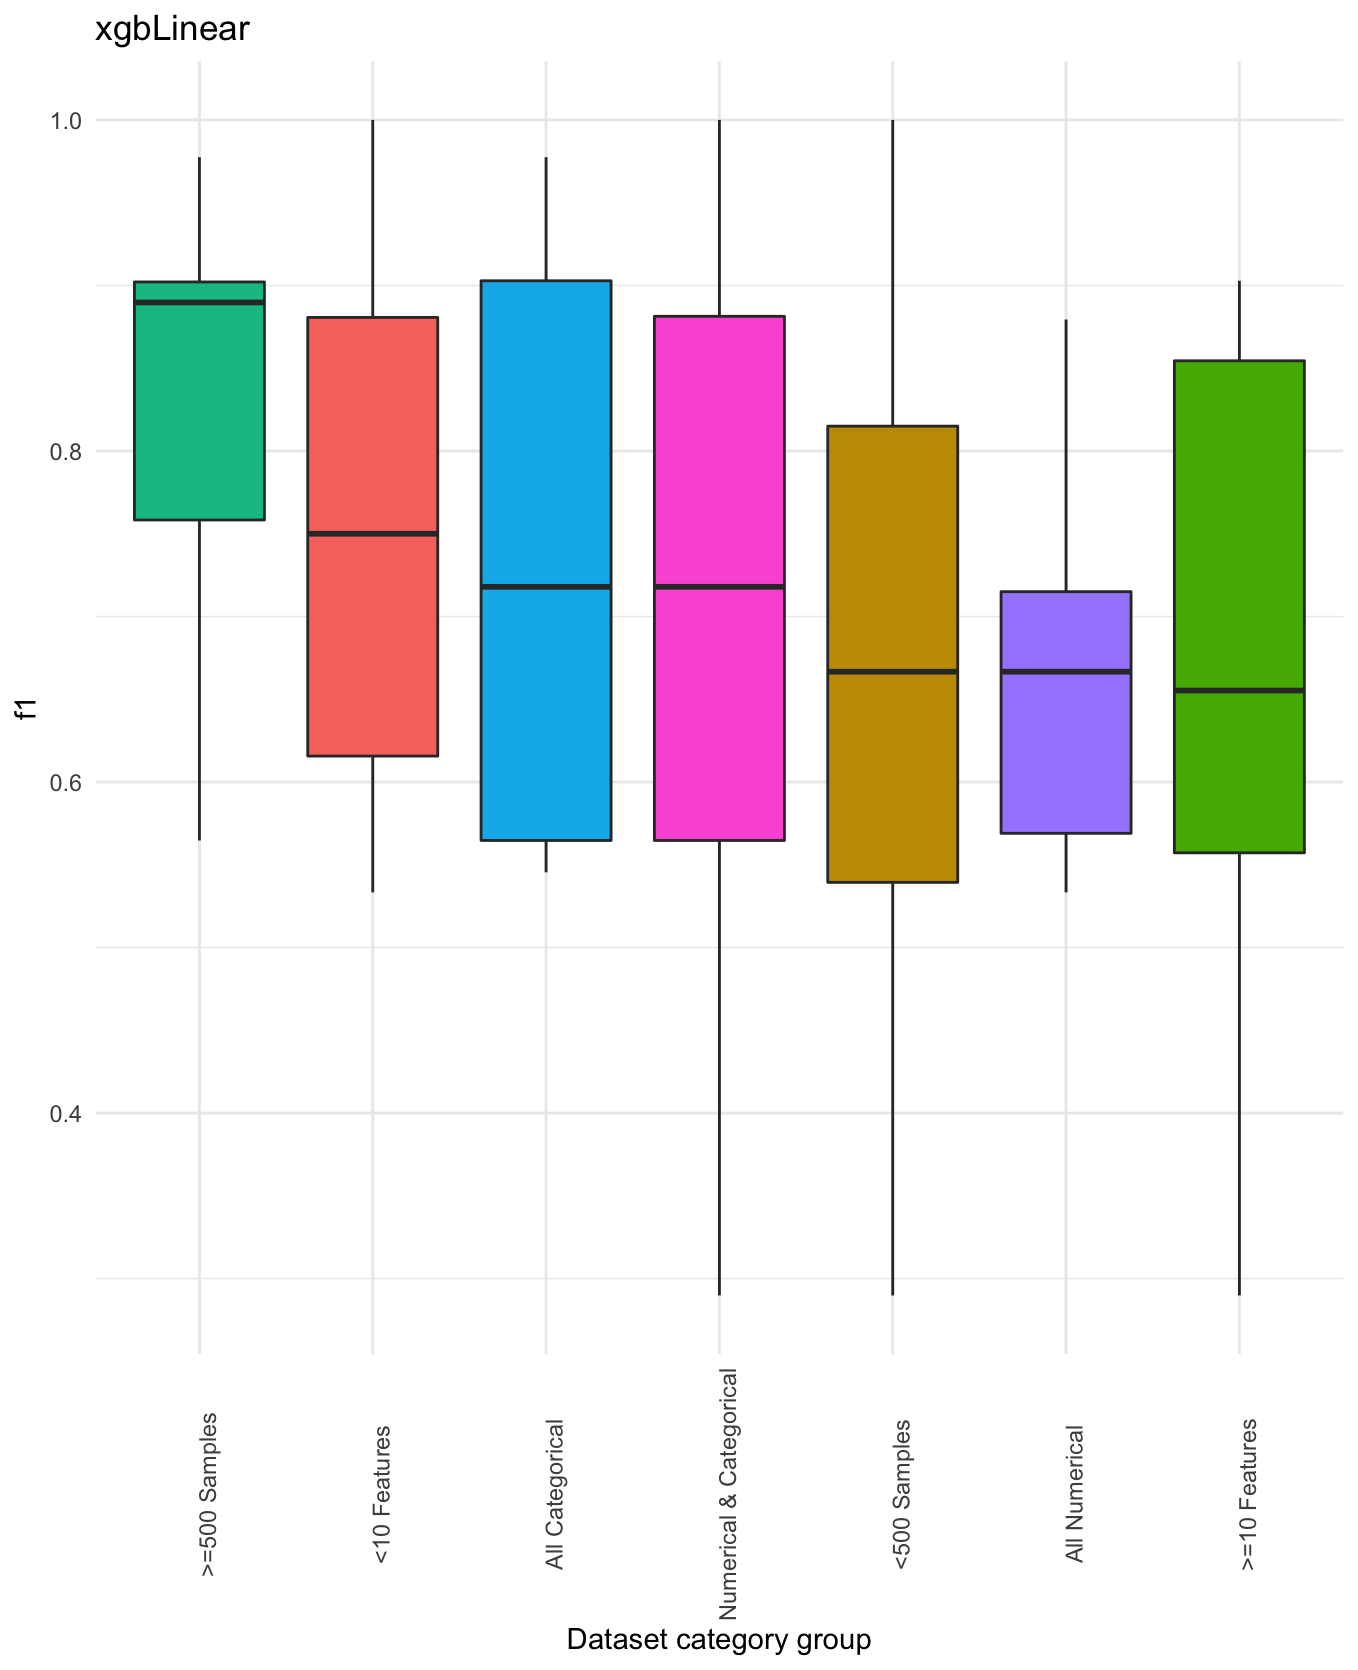 xgbLinear
1.0
0.8
0.6
0.4
f1
>=500 Samples
<10 Features
All Categorical
Numerical & Categorical
<500 Samples
All Numerical
>=10 Features
Dataset category group